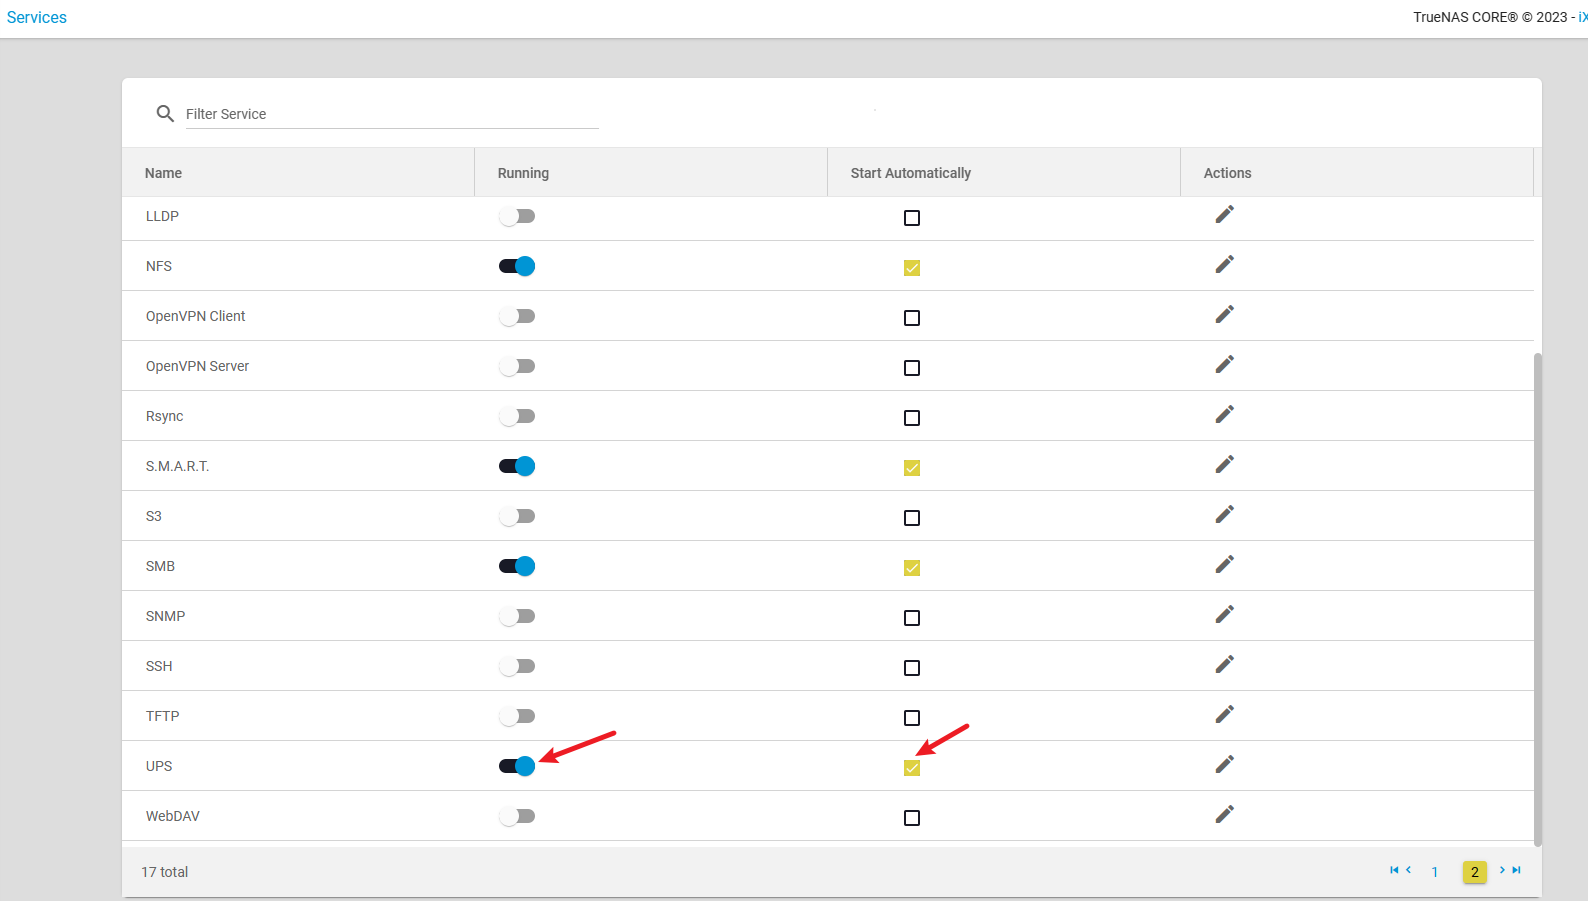 Services
TrueNAS CORE® © 2023 - iX
Filter Service
Name Running Start Automatically Actions
LLDP
NFS
OpenVPN Client
OpenVPN Server
Rsync
S.M.A.R.T.
S3
SMB
SNMP
SSH
TFTP
UPS
WebDAV
17 total
1 2